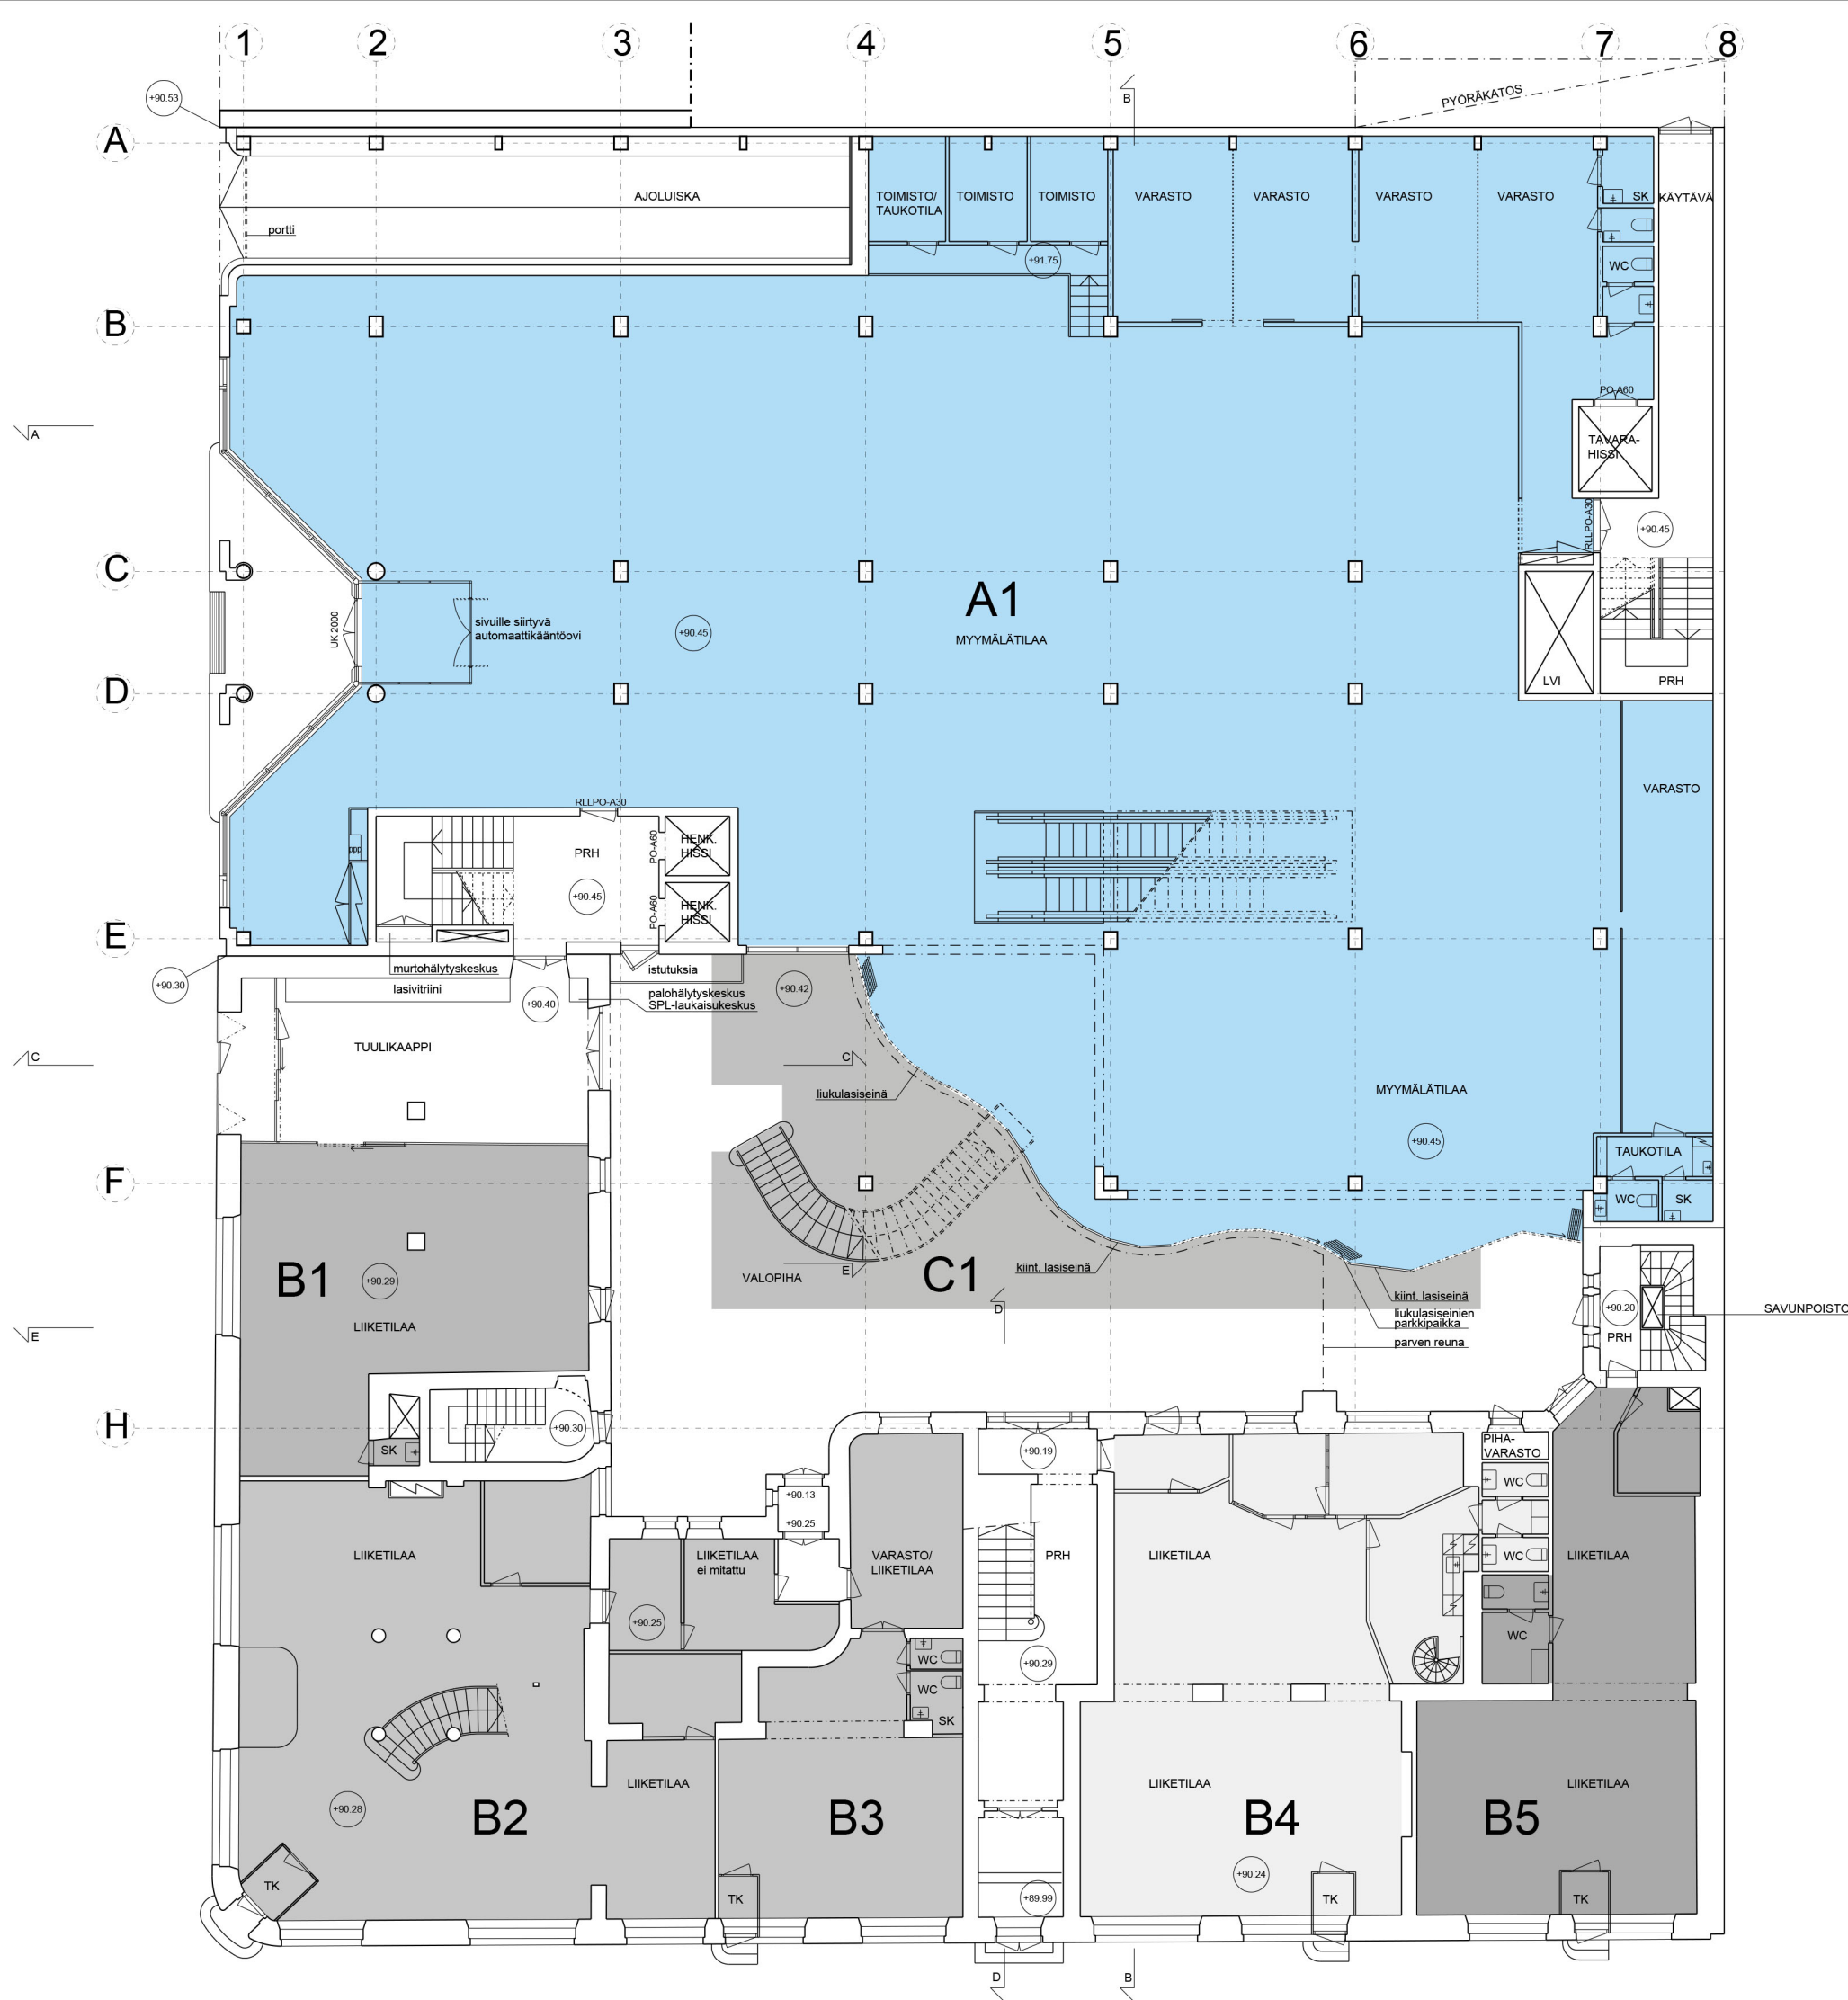 1 2 3 4 5 6 7 8
+90.53
B
PYÖRÄKATOS
A
AJOLUISKA
portti
TOIMISTO/
TAUKOTILA
TOIMISTO
TOIMISTO
VARASTO
VARASTO
VARASTO
VARASTO
SK
KÄYTÄVÄ
WC
+91.75
B
PO-A60
A
TAVARA-
HISSI
RLLPO-A30
+90.45
C
UK 2000
sivuille siirtyvä
automaattikääntöovi
+90.45
A1
MYYMÄLÄTILAA
D
LVI
PRH
VARASTO
RLLPO-A30
ppp
PRH
PO-A60
HENK.
HISSI
+90.45
PO-A60
HENK.
HISSI
E
+90.30
murtohälytyskeskus
lasivitriini
+90.40
istutuksia
palohälytyskeskus
SPL-laukaisukeskus
+90.42
C
TUULIKAAPPI
C
liukulasiseinä
MYYMÄLÄTILAA
+90.45
TAUKOTILA
F
WC
SK
B1
+90.29
LIIKETILAA
VALOPIHA
E
C1
D
kiint. lasiseinä
kiint. lasiseinä
liukulasiseinien
parkkipaikka
parven reuna
+90.20
PRH
SAVUNPOISTO
E
H
SK
+90.30
+90.19
PIHA-
VARASTO
WC
+90.13
+90.25
LIIKETILAA
LIIKETILAA
ei mitattu
VARASTO/
LIIKETILAA
PRH
LIIKETILAA
WC
LIIKETILAA
+90.25
WC
WC
SK
+90.29
WC
LIIKETILAA
LIIKETILAA
LIIKETILAA
+90.28
B2
B3
B4
B5
+90.24
TK
TK
+89.99
TK
TK
D
B